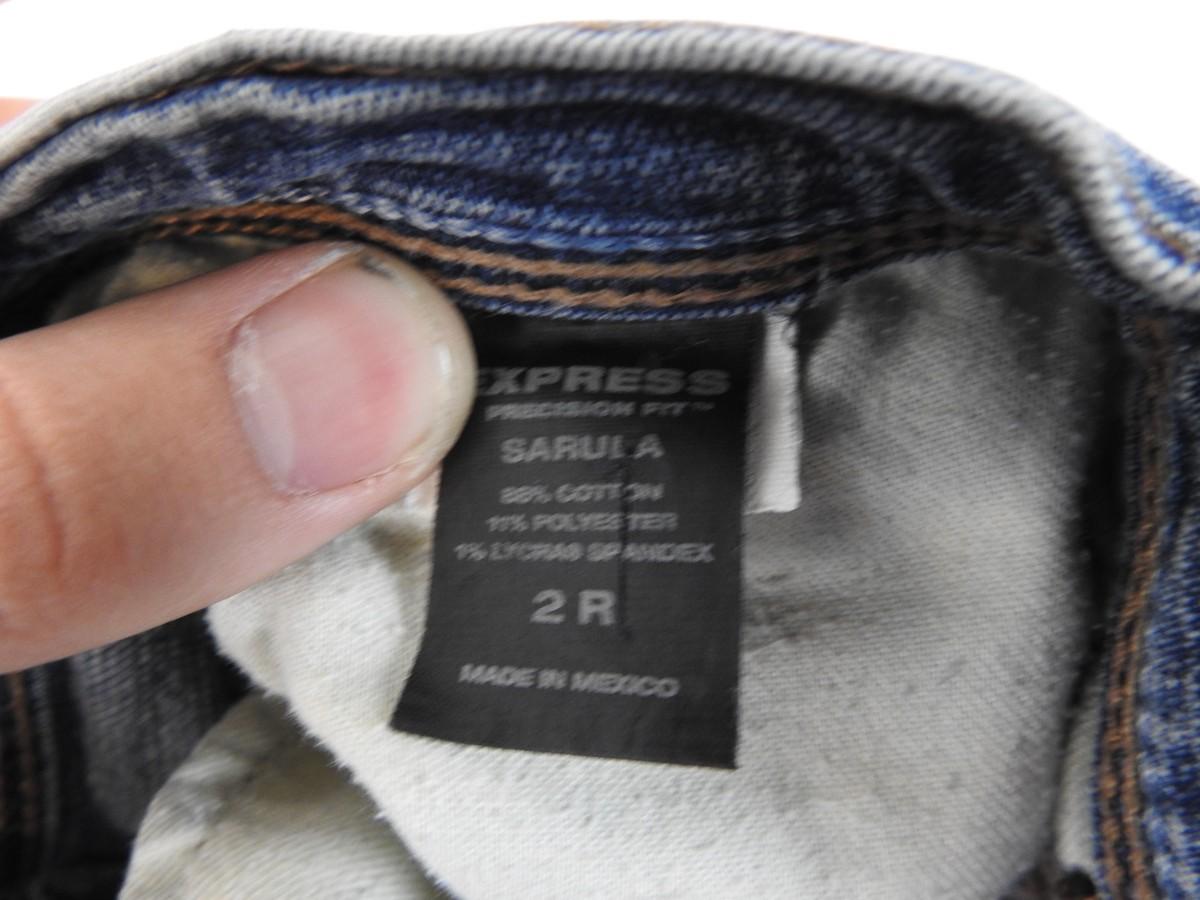 EXPRESS
PRECISION FIT™
SARULA
88% COTTON
11% POLYESTER
1% LYCRA® SPANDEX
2 R
MADE IN MEXICO